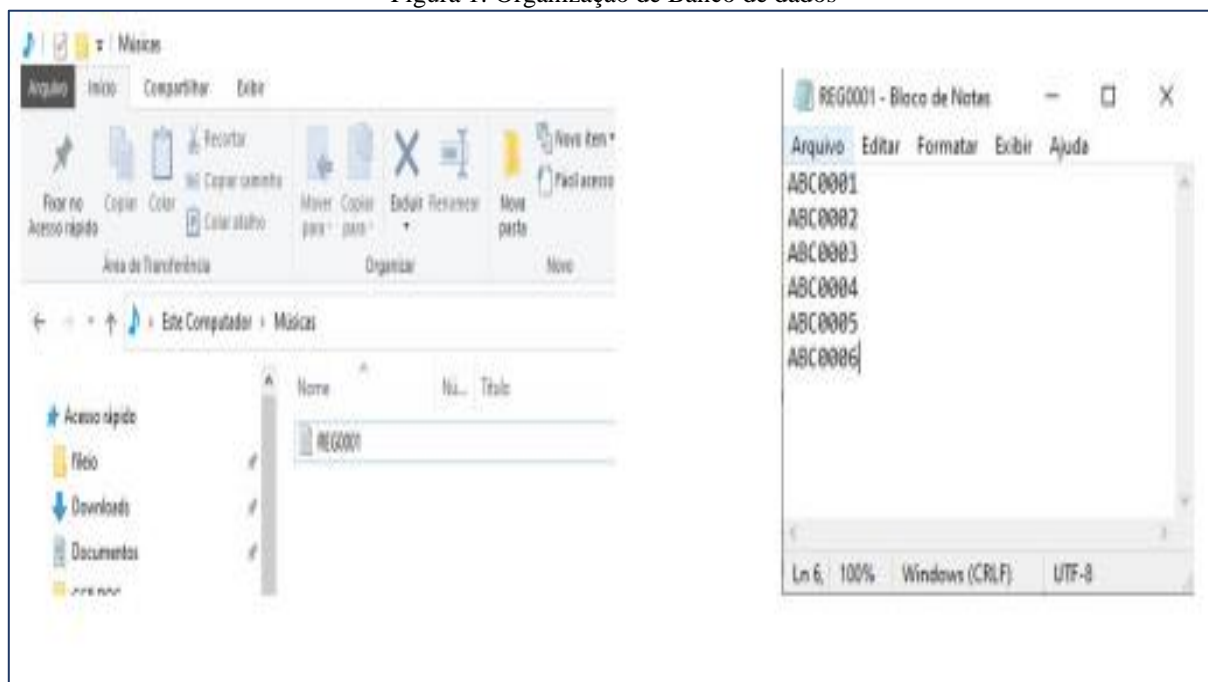 Figura 1: Organização de Banco de dados
Músicas
Arquivo Início Compartilhar Exibir
Fixar no
Acesso rápido
Copiar
Colar
Recortar
Copiar caminho
Colar atalho
Mover
para
Copiar
para
Excluir
Renomear
Nova
pasta
Novo item
Fácil acesso
Área de Transferência
Organizar
Novo
Este Computador Músicas
Nome Nú... Título
REG0001
Acesso rápido
Downloads
Documentos
REG0001 - Bloco de Notas
Arquivo Editar Formatar Exibir Ajuda
ABC0001
ABC0002
ABC0003
ABC0004
ABC0005
ABC0006
Ln 6, 100% Windows (CRLF) UTF-8